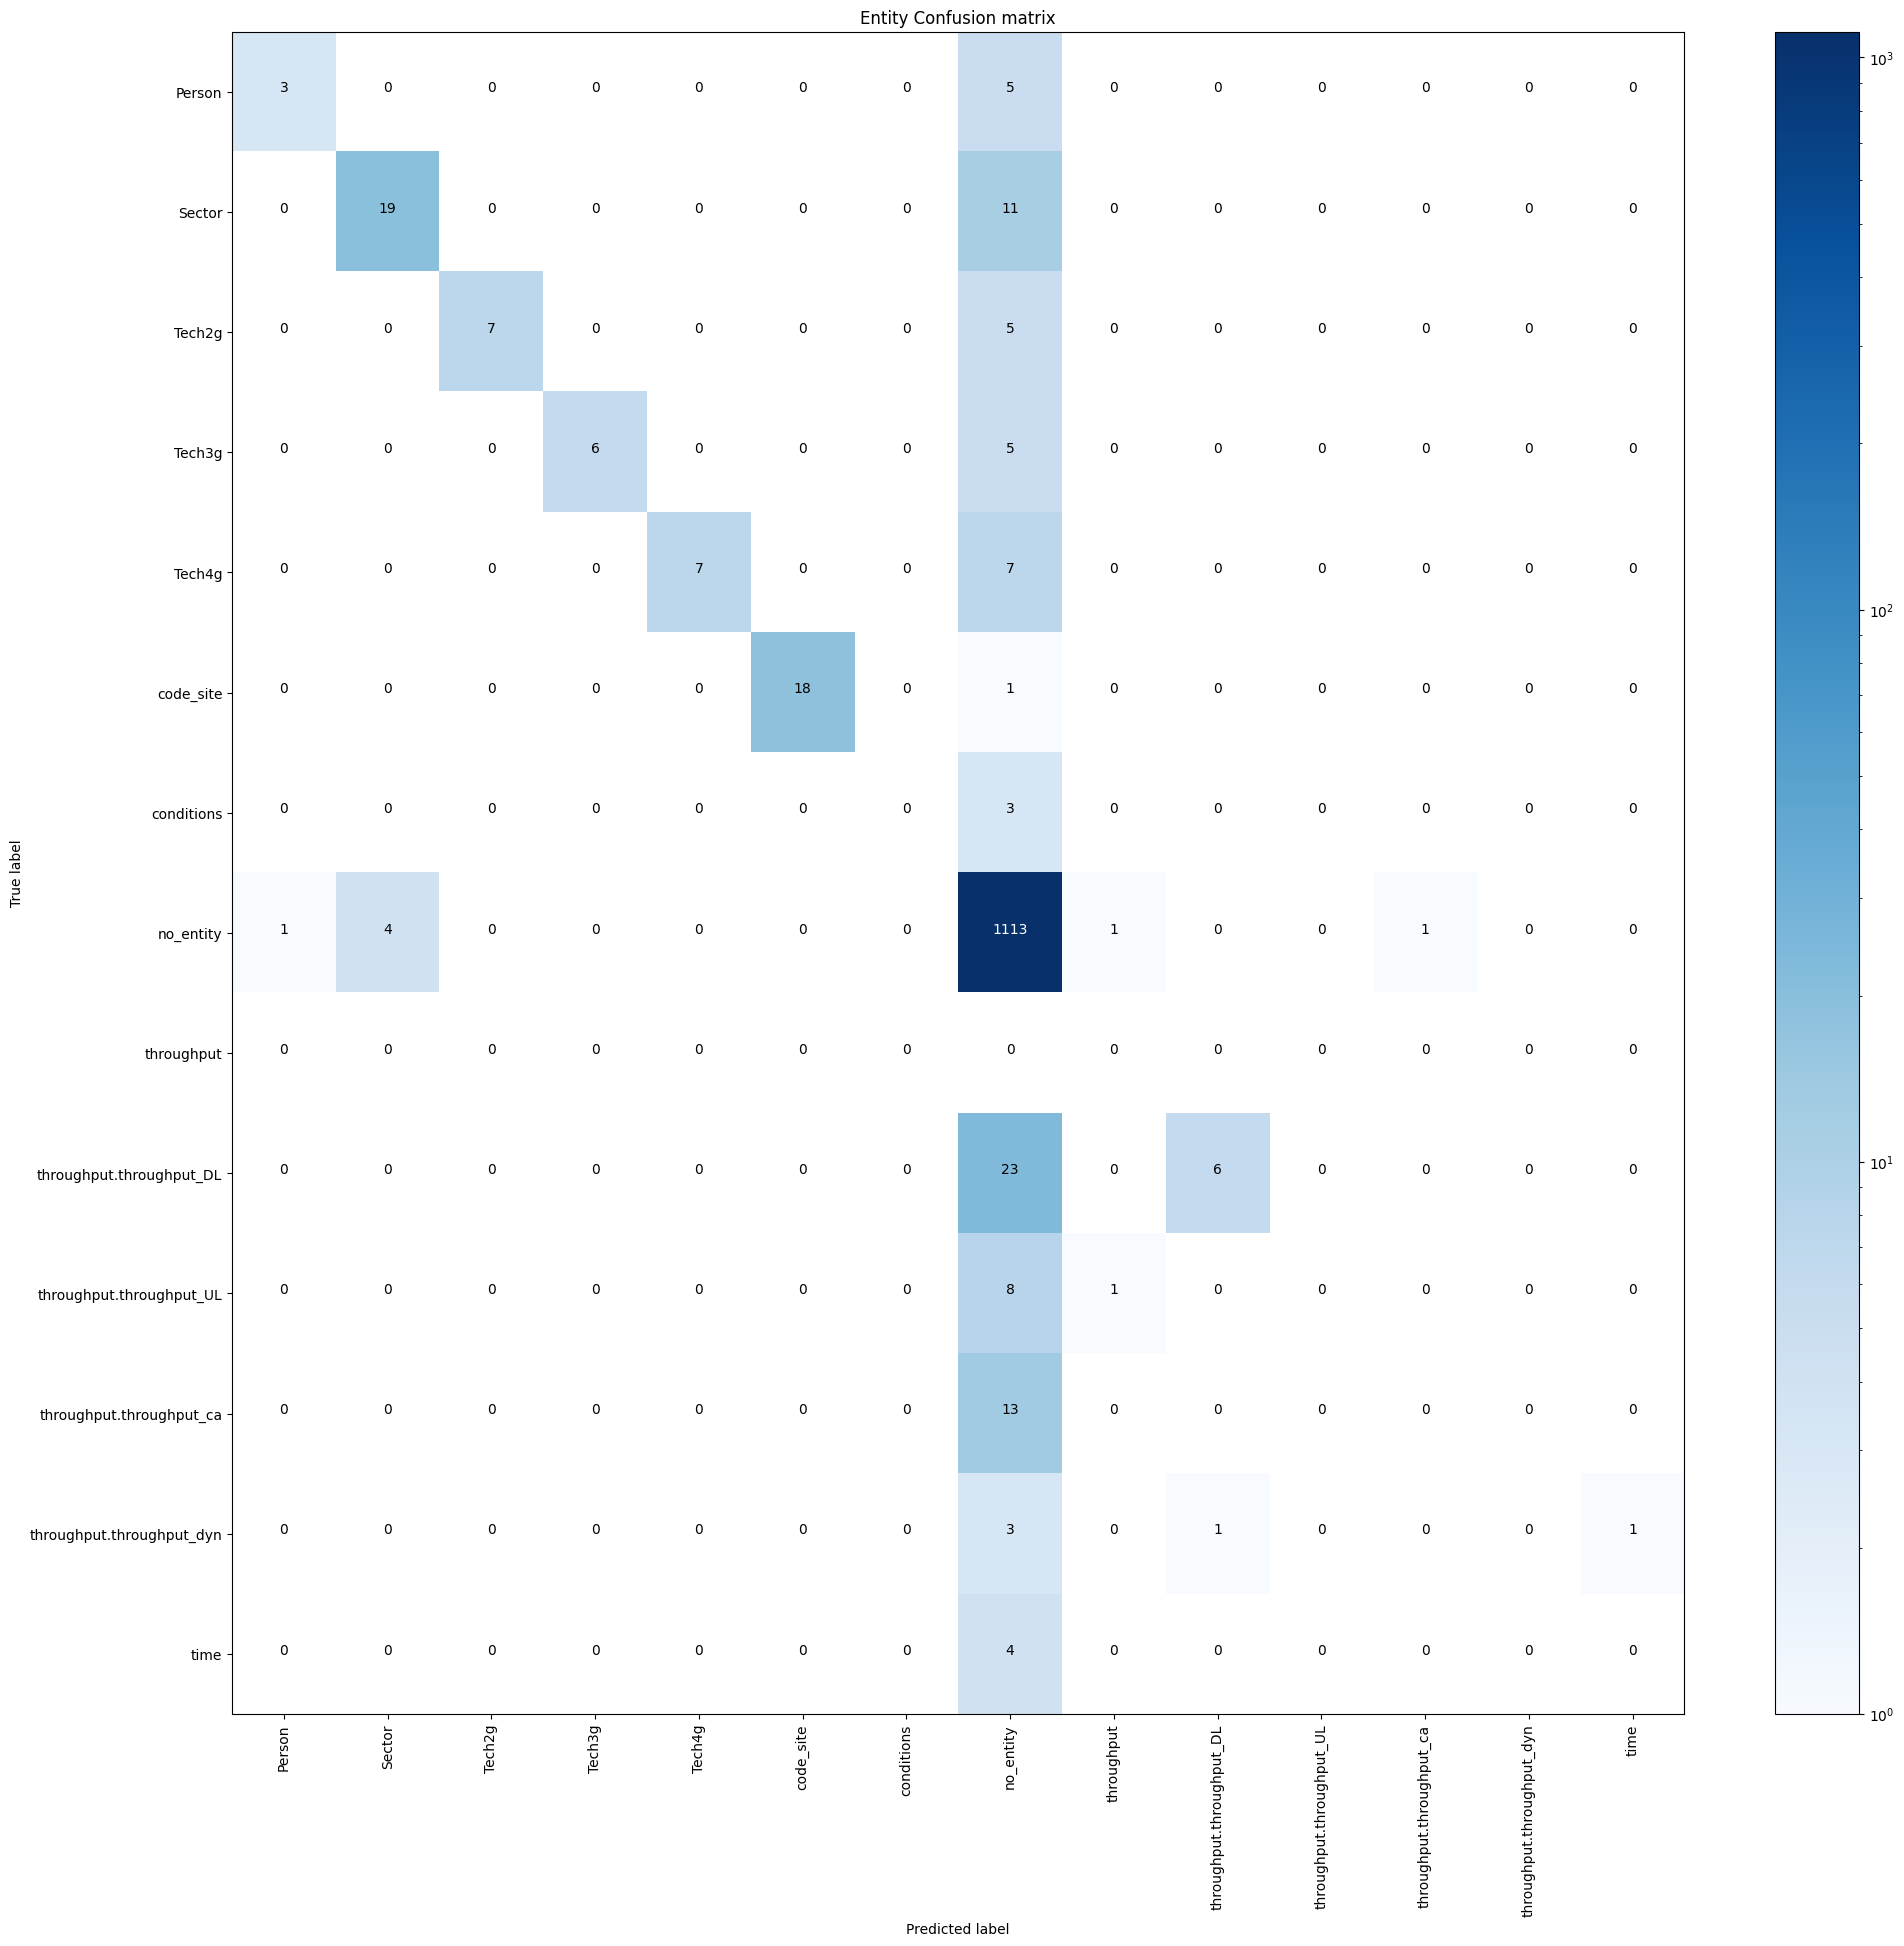 Entity Confusion matrix
Person 3 0 0 0 0 0 0 5 0 0 0 0 0 0
Sector 0 19 0 0 0 0 0 11 0 0 0 0 0 0
Tech2g 0 0 7 0 0 0 0 5 0 0 0 0 0 0
Tech3g 0 0 0 6 0 0 0 5 0 0 0 0 0 0
Tech4g 0 0 0 0 7 0 0 7 0 0 0 0 0 0
code_site 0 0 0 0 0 18 0 1 0 0 0 0 0 0
conditions 0 0 0 0 0 0 0 3 0 0 0 0 0 0
no_entity 1 4 0 0 0 0 0 1113 1 0 0 1 0 0
throughput 0 0 0 0 0 0 0 0 0 0 0 0 0 0
throughput.throughput_DL 0 0 0 0 0 0 0 23 0 6 0 0 0 0
throughput.throughput_UL 0 0 0 0 0 0 0 8 1 0 0 0 0 0
throughput.throughput_ca 0 0 0 0 0 0 0 13 0 0 0 0 0 0
throughput.throughput_dyn 0 0 0 0 0 0 0 3 0 1 0 0 0 1
time 0 0 0 0 0 0 0 4 0 0 0 0 0 0
True label
Person
Sector
Tech2g
Tech3g
Tech4g
code_site
conditions
no_entity
throughput
throughput.throughput_DL
throughput.throughput_UL
throughput.throughput_ca
throughput.throughput_dyn
time
Predicted label
10³
10²
10¹
10⁰